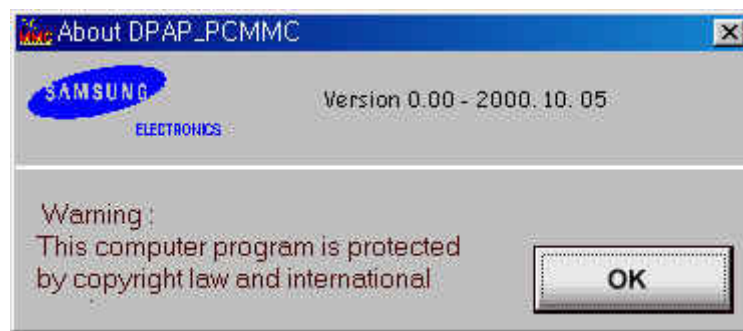 MMC About DPAP_PCMMC
SAMSUNG
ELECTRONICS
Version 0.00 - 2000. 10. 05
Warning :
This computer program is protected
by copyright law and international
OK